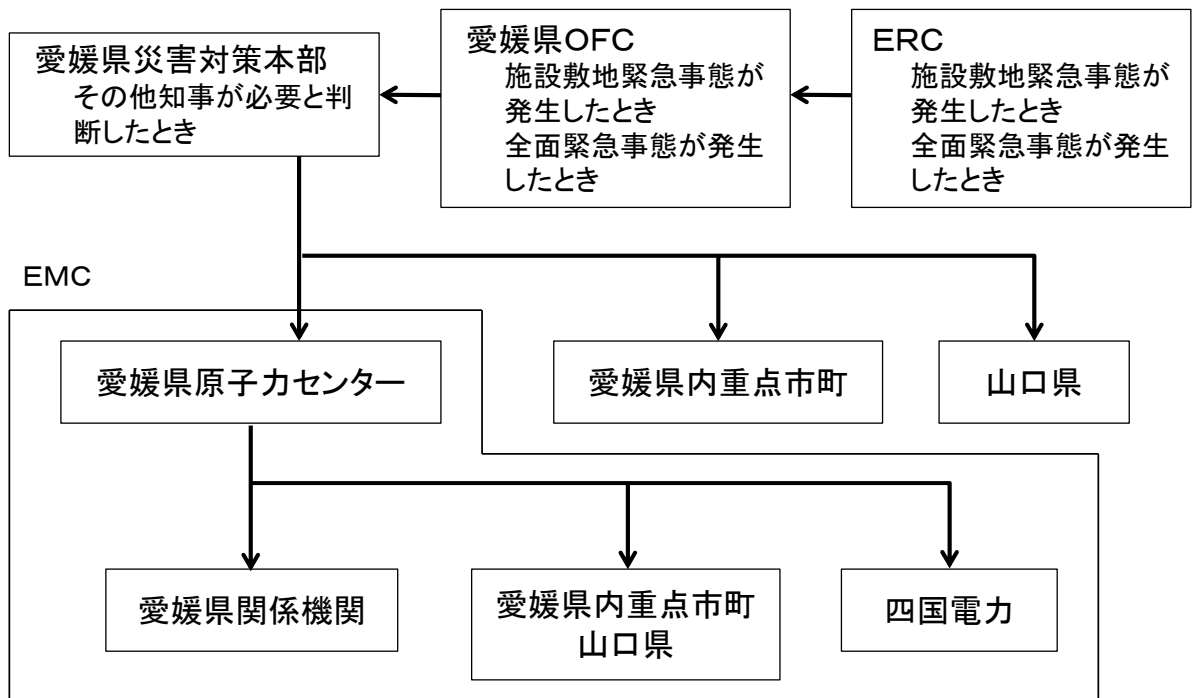 愛媛県災害対策本部
その他知事が必要と判
断したとき
愛媛県OFC
施設敷地緊急事態が
発生したとき
全面緊急事態が発生
したとき
ERC
施設敷地緊急事態が
発生したとき
全面緊急事態が発生
したとき
EMC
愛媛県原子力センター
愛媛県内重点市町
山口県
愛媛県関係機関
愛媛県内重点市町
山口県
四国電力